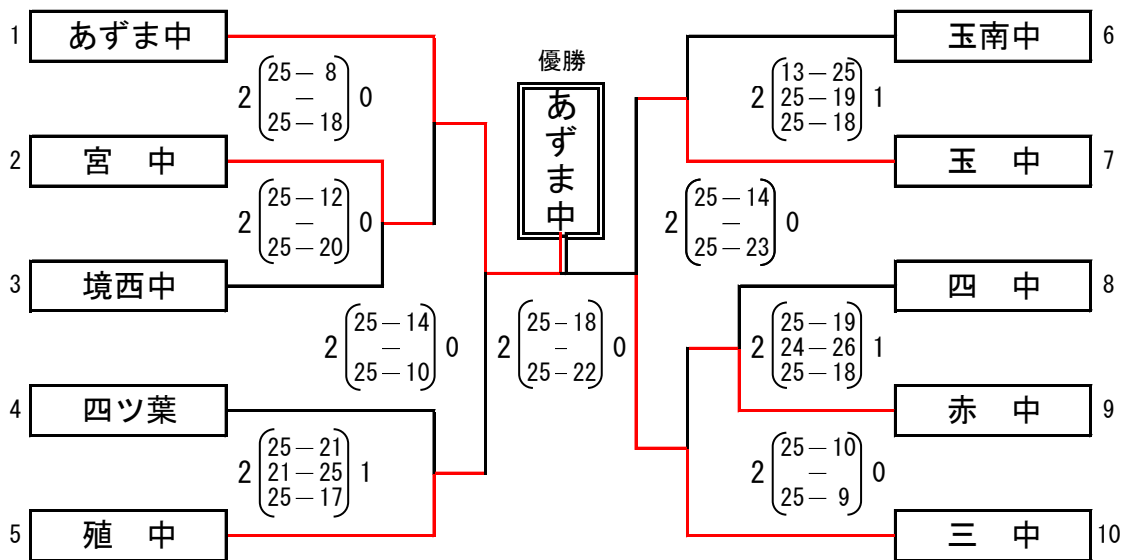 1 あずま中
2 25－ 8 － 25－18 0
2 宮　中
2 25－12 － 25－20 0
3 境西中
2 25－14 － 25－10 0
4 四ツ葉
2 25－21 21－25 25－17 1
5 殖　中
優勝
あずま中
2 25－18 － 25－22 0
玉南中 6
2 13－25 25－19 25－18 1
玉　中 7
2 25－14 － 25－23 0
四　中 8
2 25－19 24－26 25－18 1
赤　中 9
2 25－10 － 25－ 9 0
三　中 10